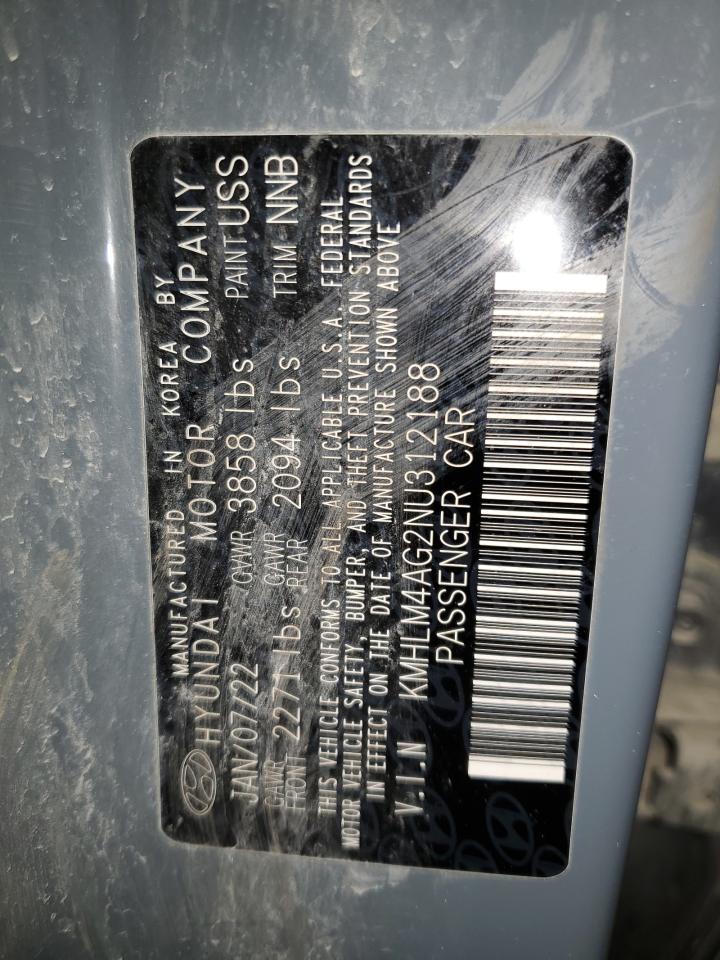 MANUFACTURED IN KOREA BY
HYUNDAI MOTOR COMPANY
JAN/07/22 GVWR 3858 lbs PAINT USS
GAWR FRONT 2271 lbs GAWR REAR 2094 lbs TRIM NNB
THIS VEHICLE CONFORMS TO ALL APPLICABLE U.S.A. FEDERAL
MOTOR VEHICLE SAFETY, BUMPER, AND THEFT PREVENTION STANDARDS
IN EFFECT ON THE DATE OF MANUFACTURE SHOWN ABOVE
V.I.N KMHLM4AG2NU312188
PASSENGER CAR